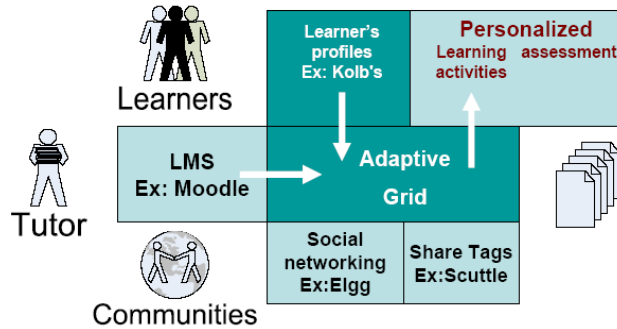 Learner's
profiles
Ex: Kolb's
Personalized
Learning assessment
activities
Learners
LMS
Ex: Moodle
Adaptive
Grid
Tutor
Social
networking
Ex:Elgg
Share Tags
Ex:Scuttle
Communities